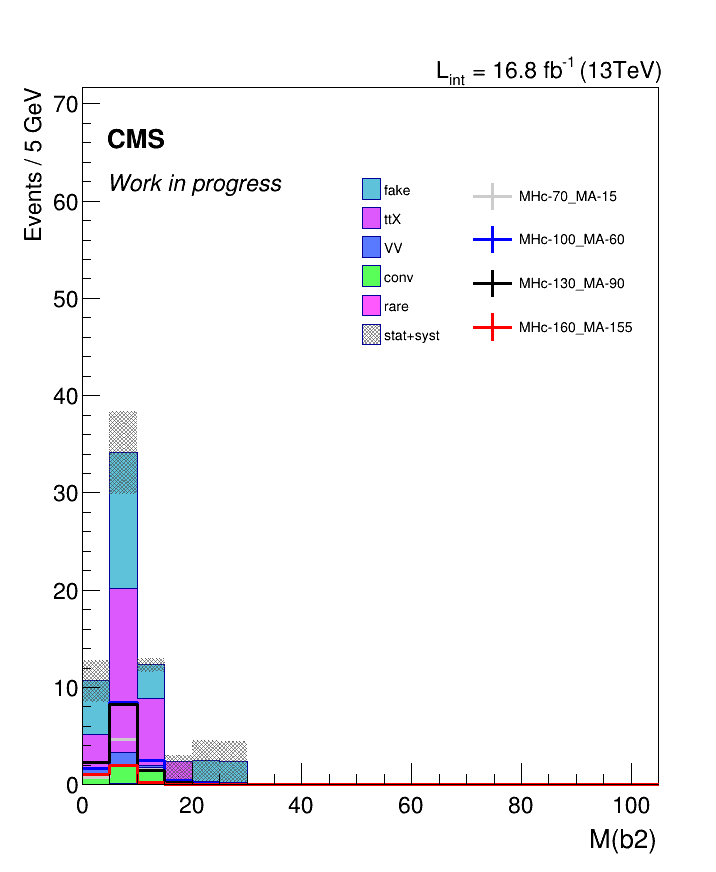 L_int = 16.8 fb^-1 (13TeV)
Events / 5 GeV
CMS
Work in progress
fake
ttX
VV
conv
rare
stat+syst
MHc-70_MA-15
MHc-100_MA-60
MHc-130_MA-90
MHc-160_MA-155
70
60
50
40
30
20
10
0
0 20 40 60 80 100
M(b2)